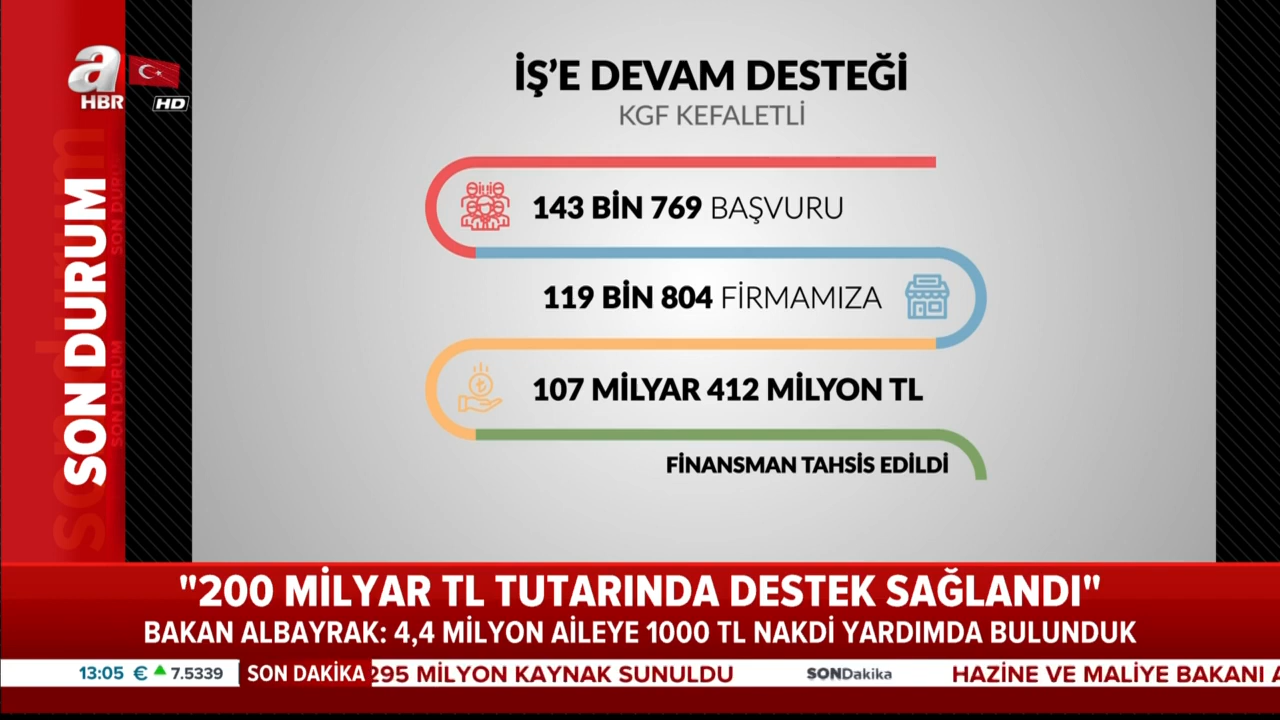 a
HBR
HD
SON DURUM
İŞ'E DEVAM DESTEĞİ
KGF KEFALETLİ
143 BİN 769 BAŞVURU
119 BİN 804 FİRMAMIZA
107 MİLYAR 412 MİLYON TL
FİNANSMAN TAHSİS EDİLDİ
"200 MİLYAR TL TUTARINDA DESTEK SAĞLANDI"
BAKAN ALBAYRAK: 4,4 MİLYON AİLEYE 1000 TL NAKDİ YARDIMDA BULUNDUK
13:05 € 7.5339 SON DAKİKA 295 MİLYON KAYNAK SUNULDU SONDakika HAZİNE VE MALİYE BAKANI